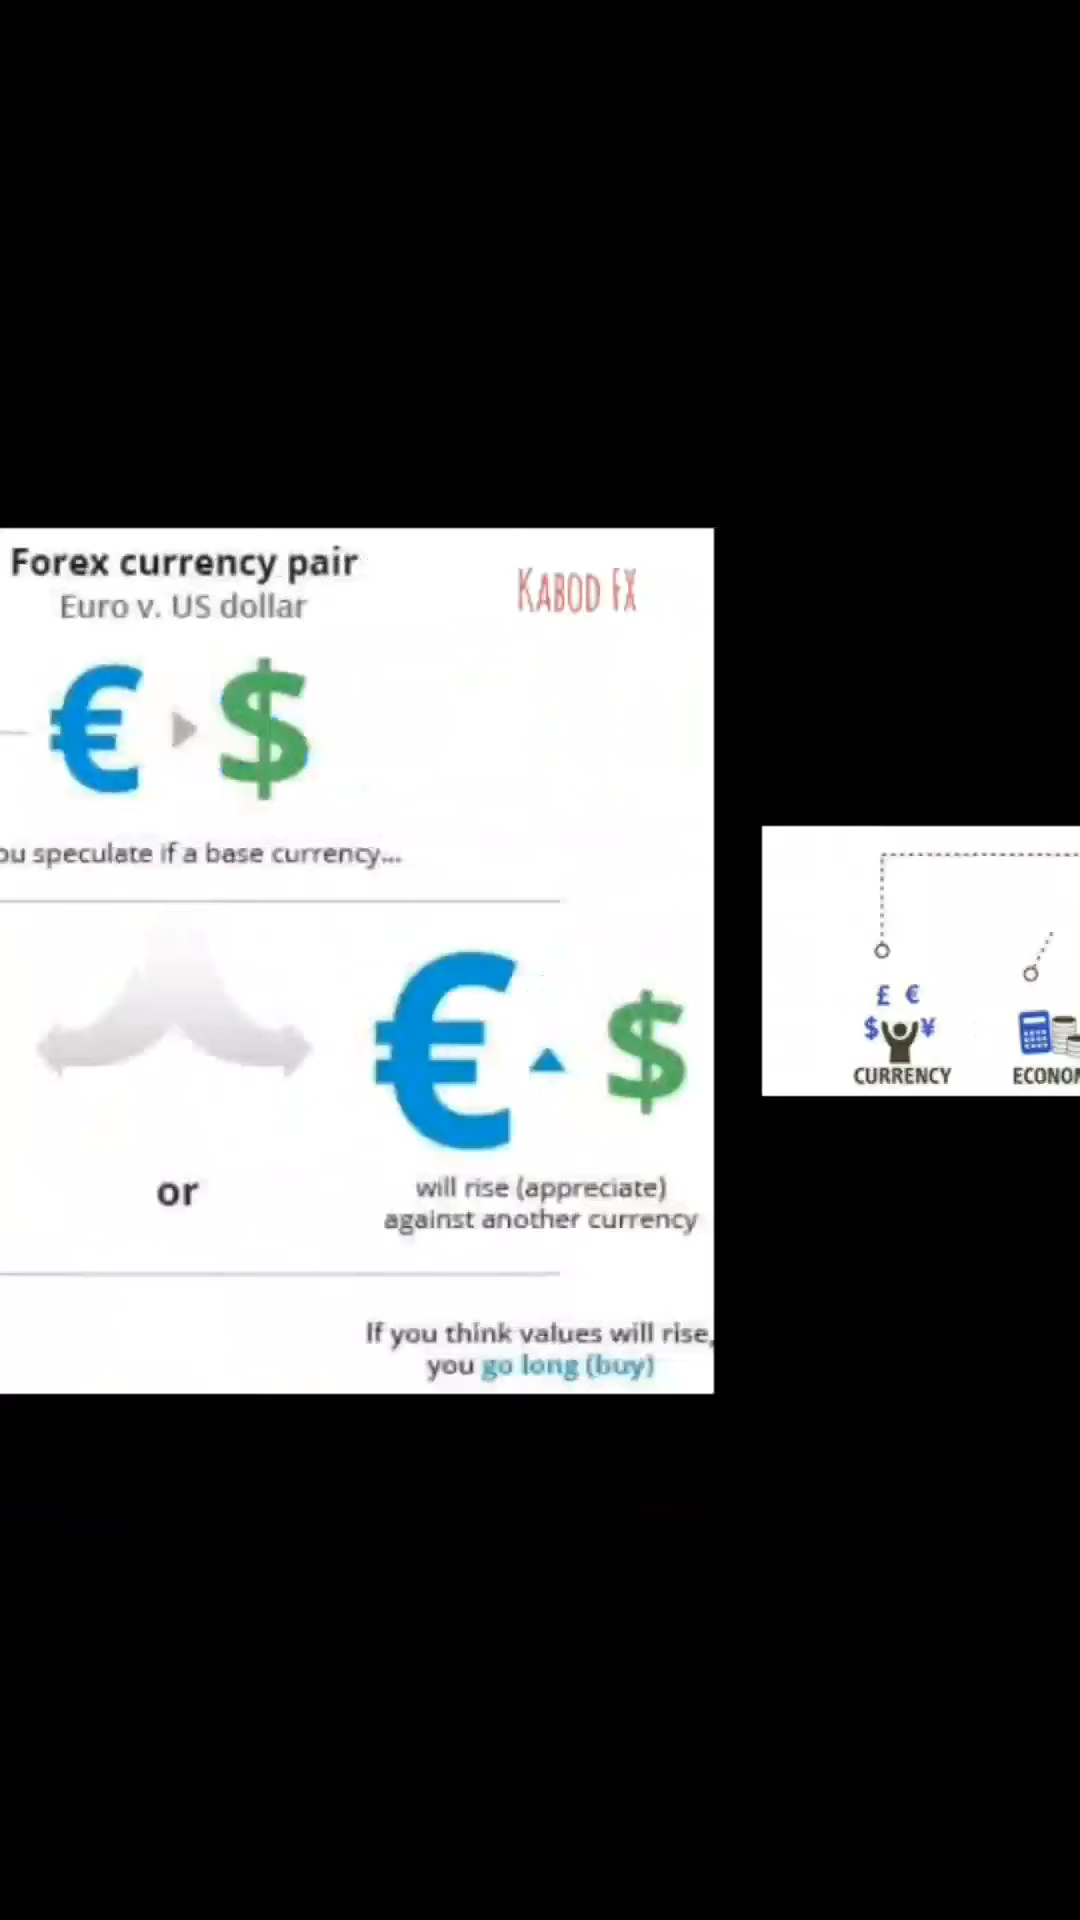 Forex currency pair
KABOD FX
Euro v. US dollar
€ $
ou speculate if a base currency...
€ $
or
will rise (appreciate)
against another currency
If you think values will rise,
you go long (buy)
£ €
$ ¥
CURRENCY
ECONOM